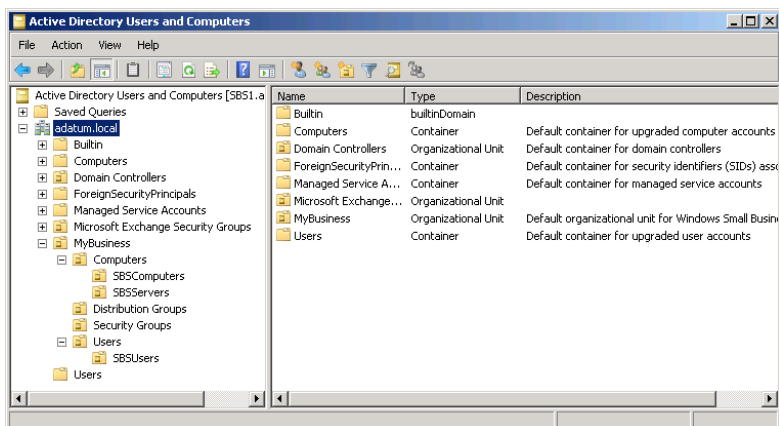 Active Directory Users and Computers
File Action View Help
Active Directory Users and Computers [SBS1.a
Saved Queries
adatum.local
Builtin
Computers
Domain Controllers
ForeignSecurityPrincipals
Managed Service Accounts
Microsoft Exchange Security Groups
MyBusiness
Computers
SBSComputers
SBSServers
Distribution Groups
Security Groups
Users
SBSUsers
Users
Name Type Description
Builtin builtinDomain
Computers Container Default container for upgraded computer accounts
Domain Controllers Organizational Unit Default container for domain controllers
ForeignSecurityPrin... Container Default container for security identifiers (SIDs) asso
Managed Service A... Container Default container for managed service accounts
Microsoft Exchange... Organizational Unit
MyBusiness Organizational Unit Default organizational unit for Windows Small Busin
Users Container Default container for upgraded user accounts